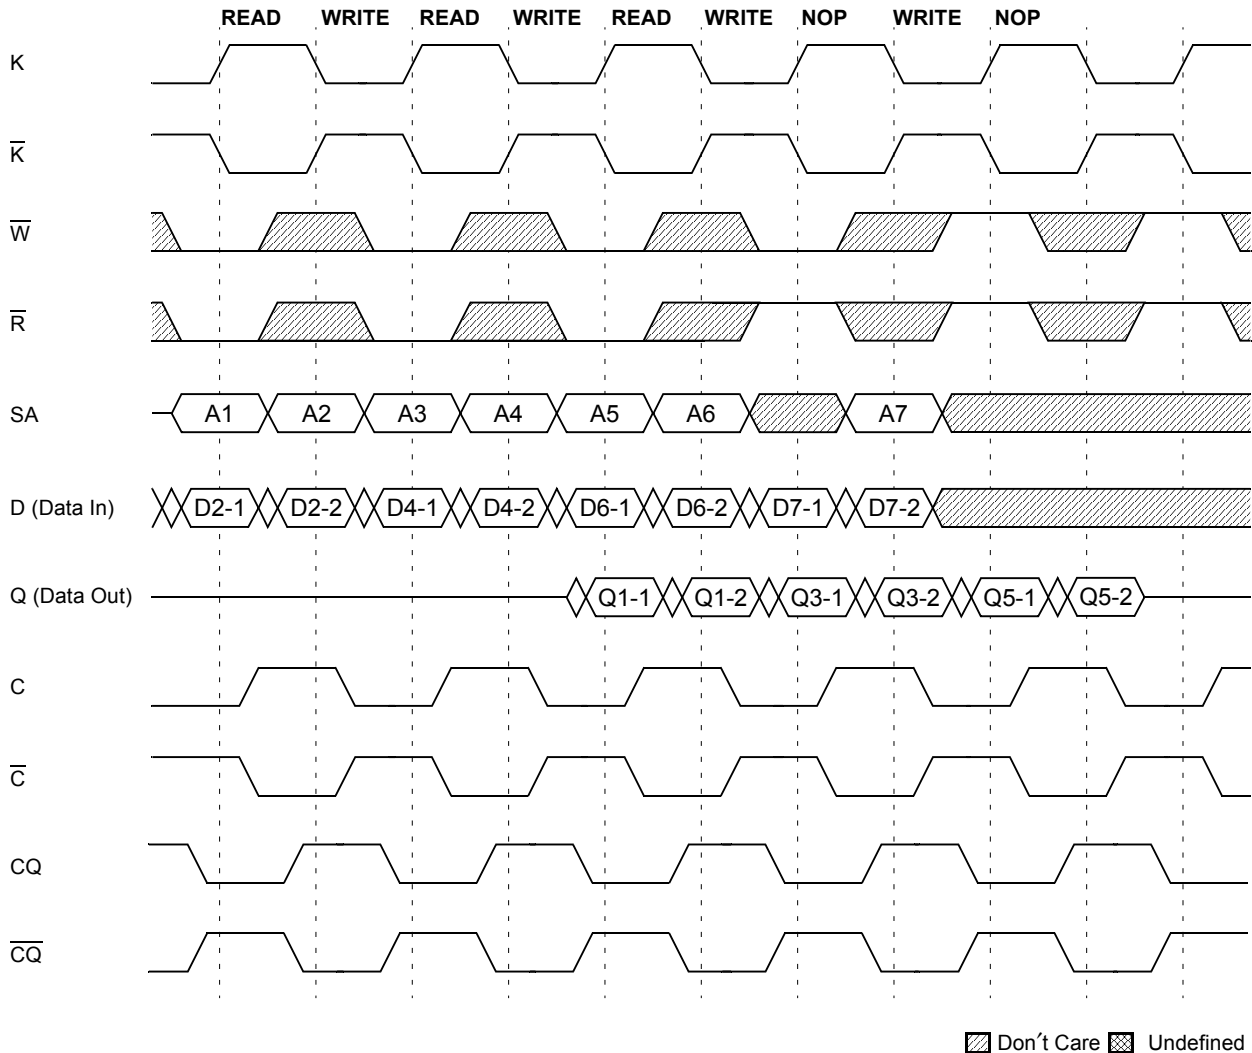 READ WRITE READ WRITE READ WRITE NOP WRITE NOP
K
K̅
W̅
R̅
SA A1 A2 A3 A4 A5 A6 A7
D (Data In) D2-1 D2-2 D4-1 D4-2 D6-1 D6-2 D7-1 D7-2
Q (Data Out) Q1-1 Q1-2 Q3-1 Q3-2 Q5-1 Q5-2
C
C̅
CQ
C̅Q̅
Don′t Care Undefined